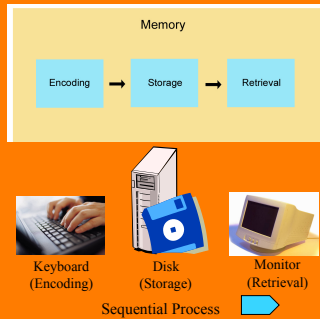 Memory
Encoding Storage Retrieval
Keyboard Disk Monitor
(Encoding) (Storage) (Retrieval)
Sequential Process